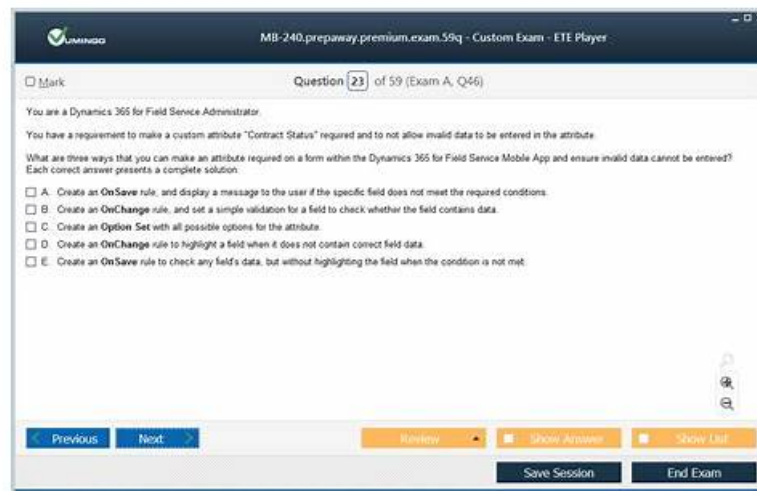 VUMINGO
MB-240.prepaway.premium.exam.59q - Custom Exam - ETE Player
Mark
Question 23 of 59 (Exam A, Q46)
You are a Dynamics 365 for Field Service Administrator.
You have a requirement to make a custom attribute "Contract Status" required and to not allow invalid data to be entered in the attribute.
What are three ways that you can make an attribute required on a form within the Dynamics 365 for Field Service Mobile App and ensure invalid data cannot be entered?
Each correct answer presents a complete solution.
A. Create an OnSave rule, and display a message to the user if the specific field does not meet the required conditions.
B. Create an OnChange rule, and set a simple validation for a field to check whether the field contains data.
C. Create an Option Set with all possible options for the attribute.
D. Create an OnChange rule to highlight a field when it does not contain correct field data.
E. Create an OnSave rule to check any field's data, but without highlighting the field when the condition is not met.
Previous
Next
Review
Show Answer
Show List
Save Session
End Exam